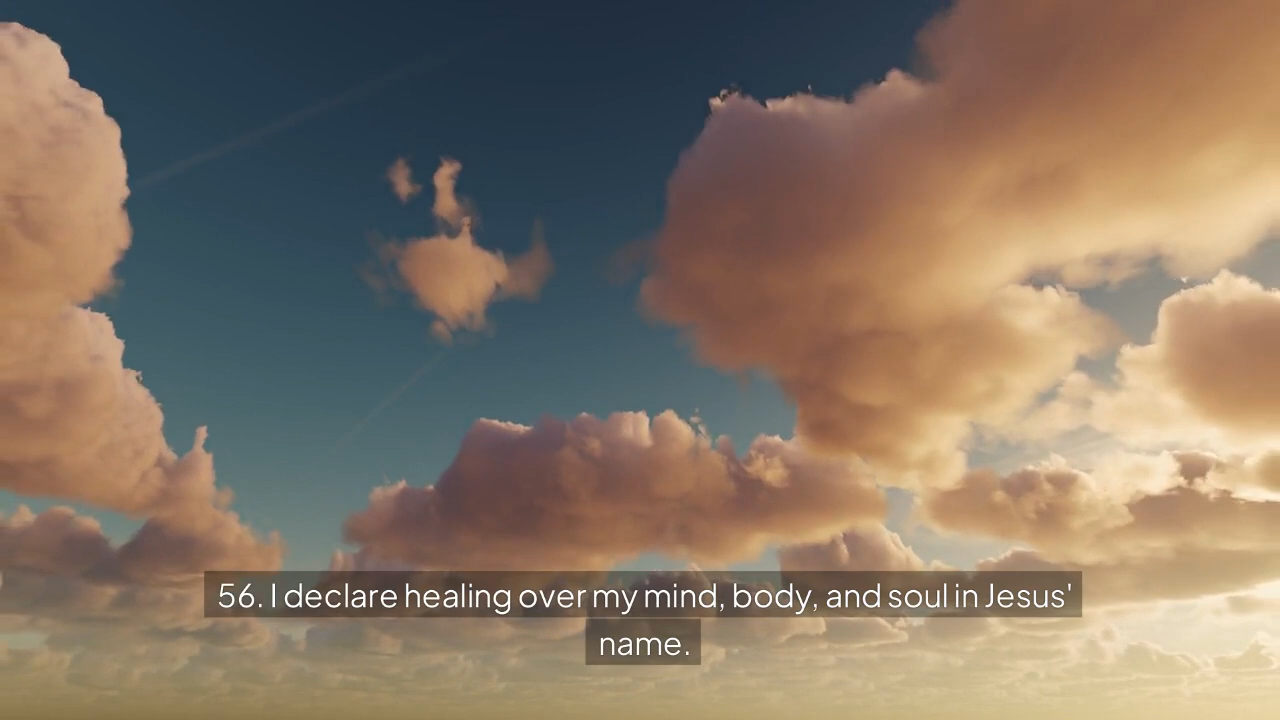 56. I declare healing over my mind, body, and soul in Jesus'
name.